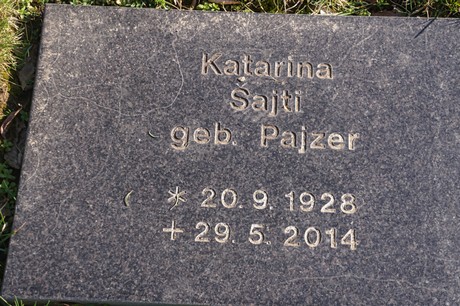 Katarina
Šajti
geb. Pajzer
* 20. 9. 1928
+ 29. 5. 2014